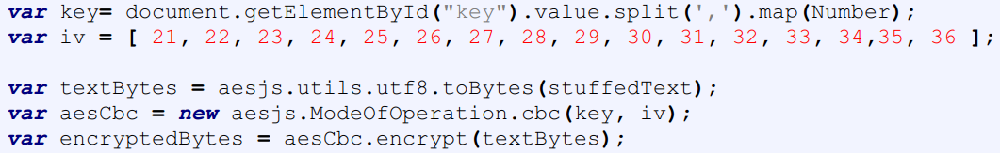 var key= document.getElementById("key").value.split(',').map(Number);
var iv = [ 21, 22, 23, 24, 25, 26, 27, 28, 29, 30, 31, 32, 33, 34,35, 36 ];
var textBytes = aesjs.utils.utf8.toBytes(stuffedText);
var aesCbc = new aesjs.ModeOfOperation.cbc(key, iv);
var encryptedBytes = aesCbc.encrypt(textBytes);